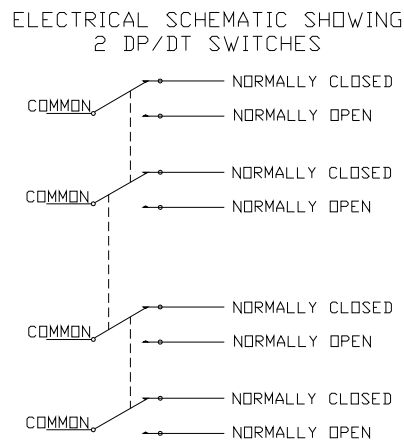 ELECTRICAL SCHEMATIC SHOWING
2 DP/DT SWITCHES
NORMALLY CLOSED
COMMON
NORMALLY OPEN
NORMALLY CLOSED
COMMON
NORMALLY OPEN
NORMALLY CLOSED
COMMON
NORMALLY OPEN
NORMALLY CLOSED
COMMON
NORMALLY OPEN